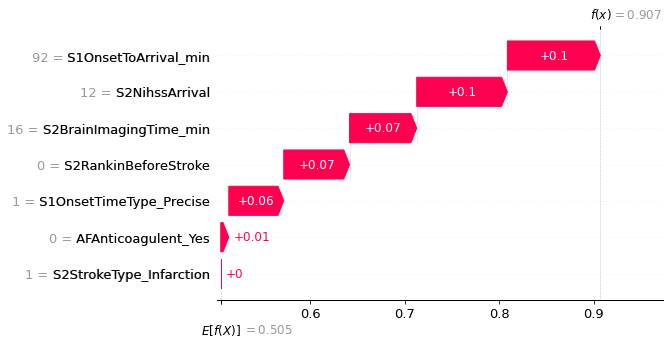 f(x) = 0.907
92 = S1OnsetToArrival_min
+0.1
12 = S2NihssArrival
+0.1
16 = S2BrainImagingTime_min
+0.07
0 = S2RankinBeforeStroke
+0.07
1 = S1OnsetTimeType_Precise
+0.06
0 = AFAnticoagulent_Yes
+0.01
1 = S2StrokeType_Infarction
+0
0.6 0.7 0.8 0.9
E[f(X)] = 0.505